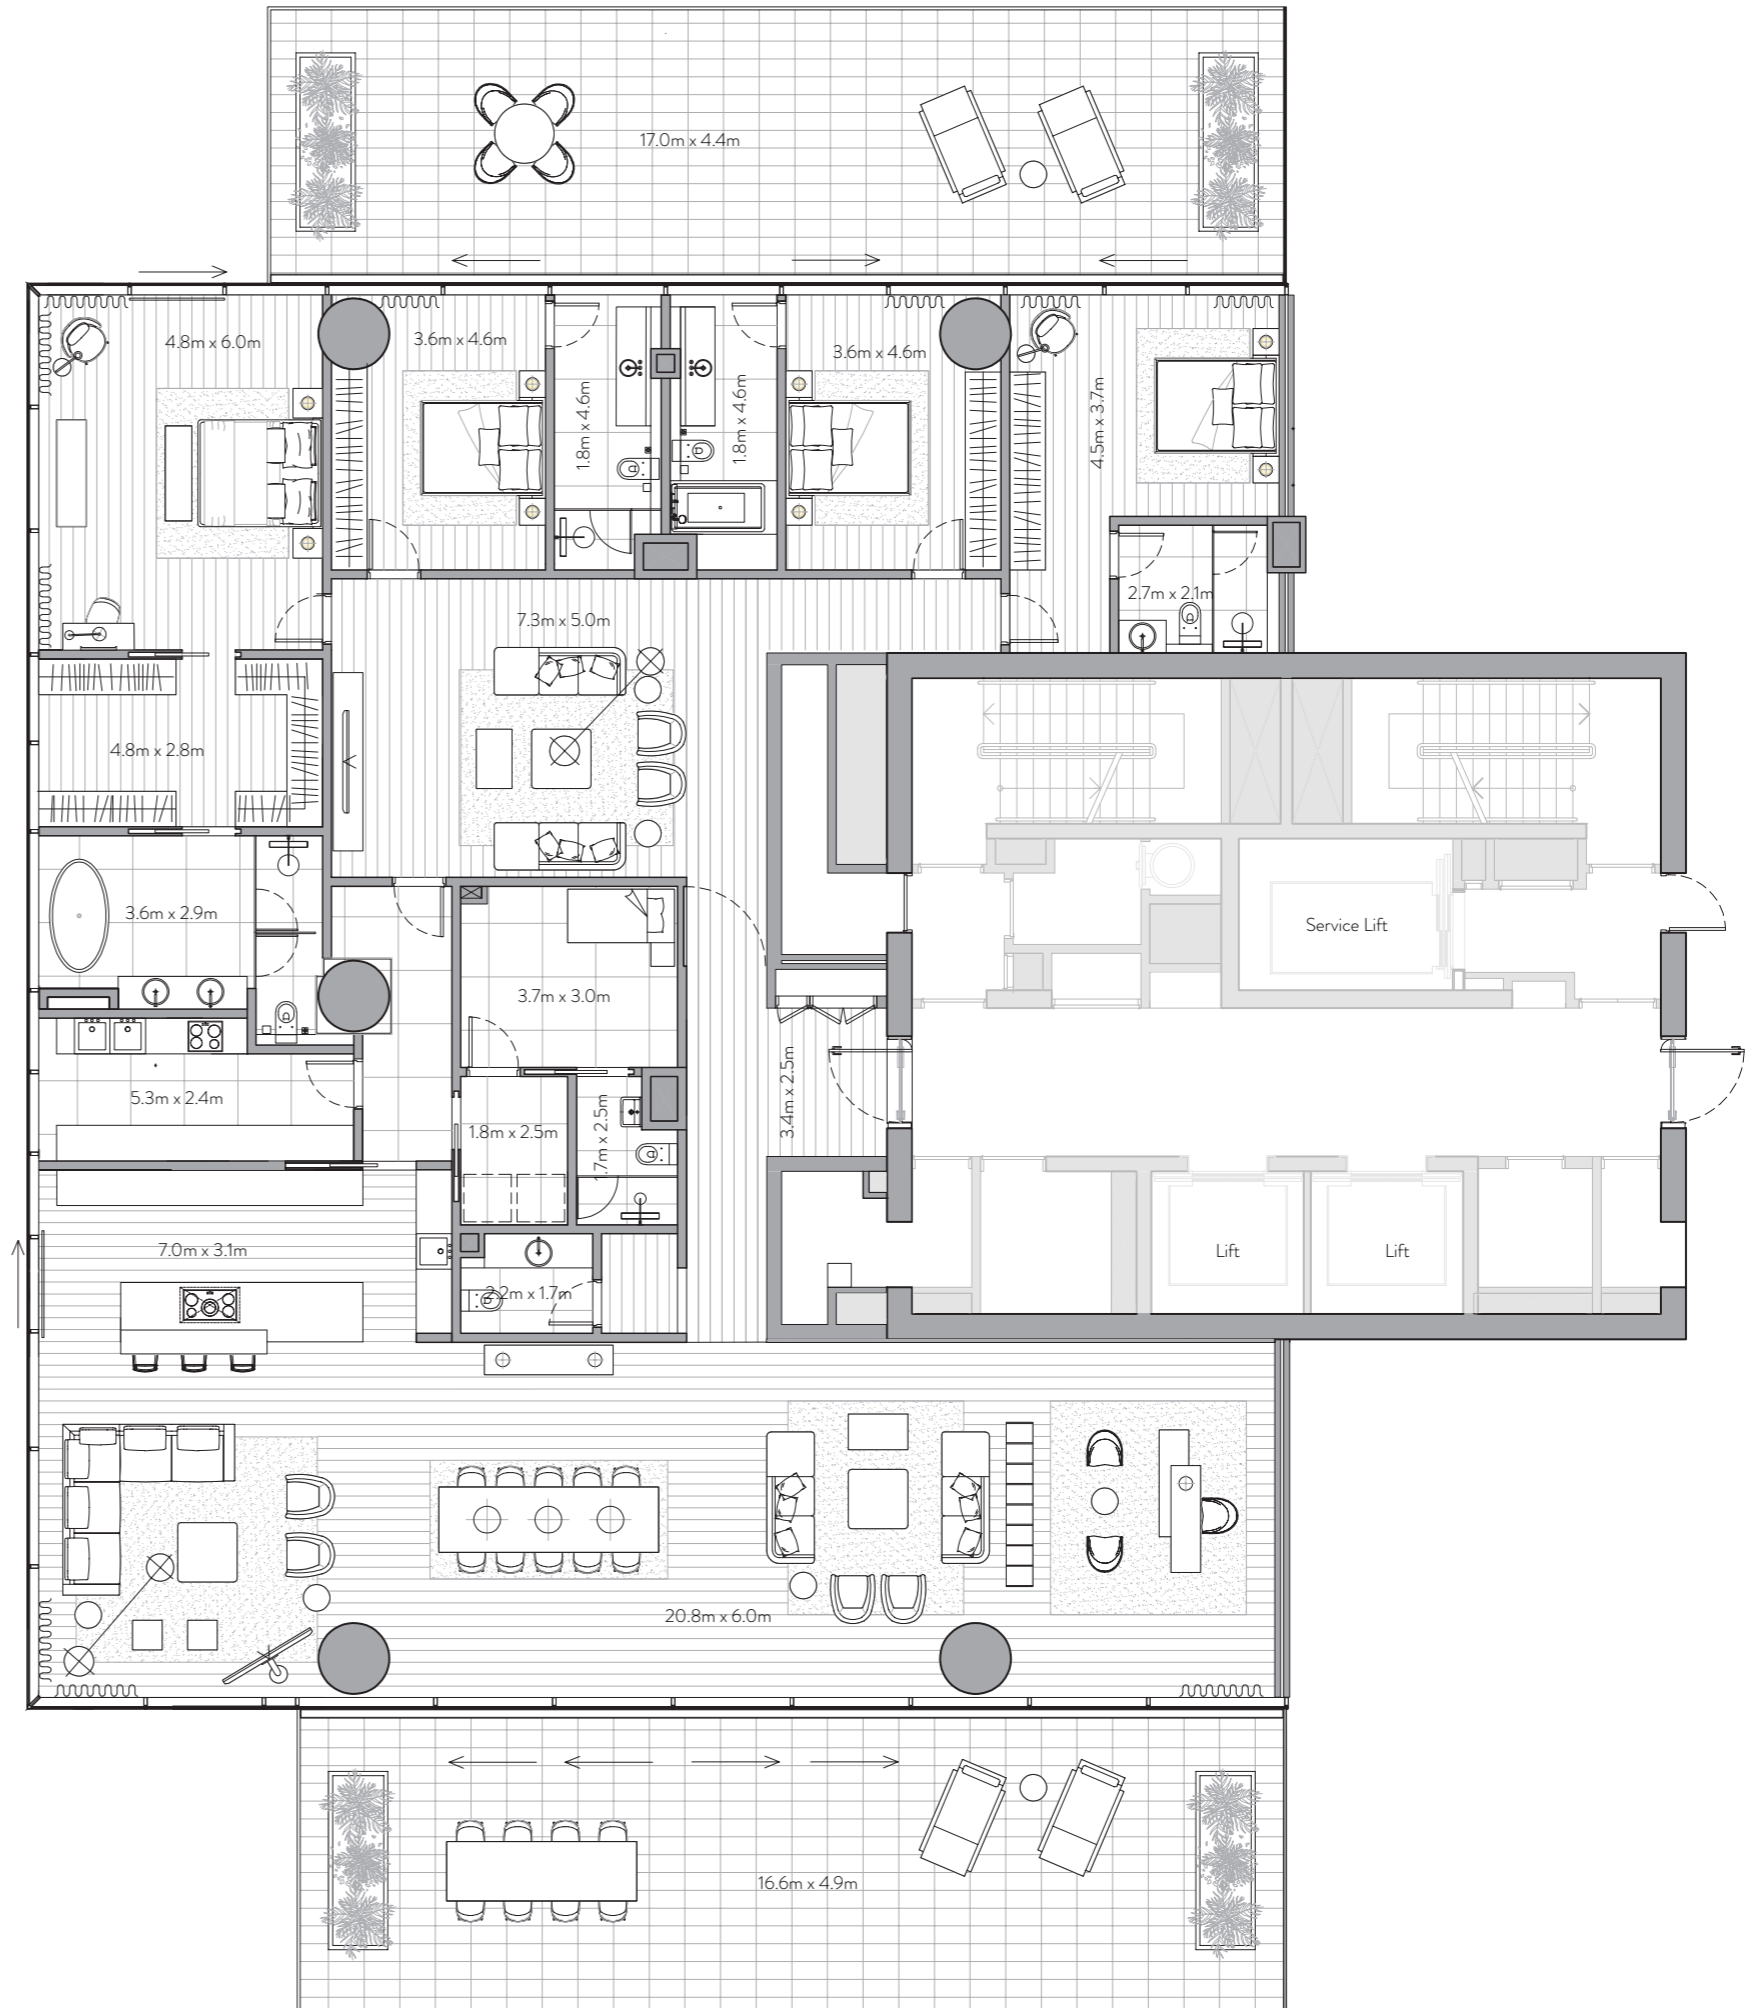 17.0m x 4.4m
4.8m x 6.0m
3.6m x 4.6m
1.8m x 4.6m
1.8m x 4.6m
3.6m x 4.6m
4.5m x 3.7m
2.7m x 2.1m
7.3m x 5.0m
4.8m x 2.8m
3.6m x 2.9m
Service Lift
3.7m x 3.0m
5.3m x 2.4m
1.8m x 2.5m
1.7m x 2.5m
3.4m x 2.5m
7.0m x 3.1m
2.2m x 1.7m
Lift
Lift
20.8m x 6.0m
16.6m x 4.9m